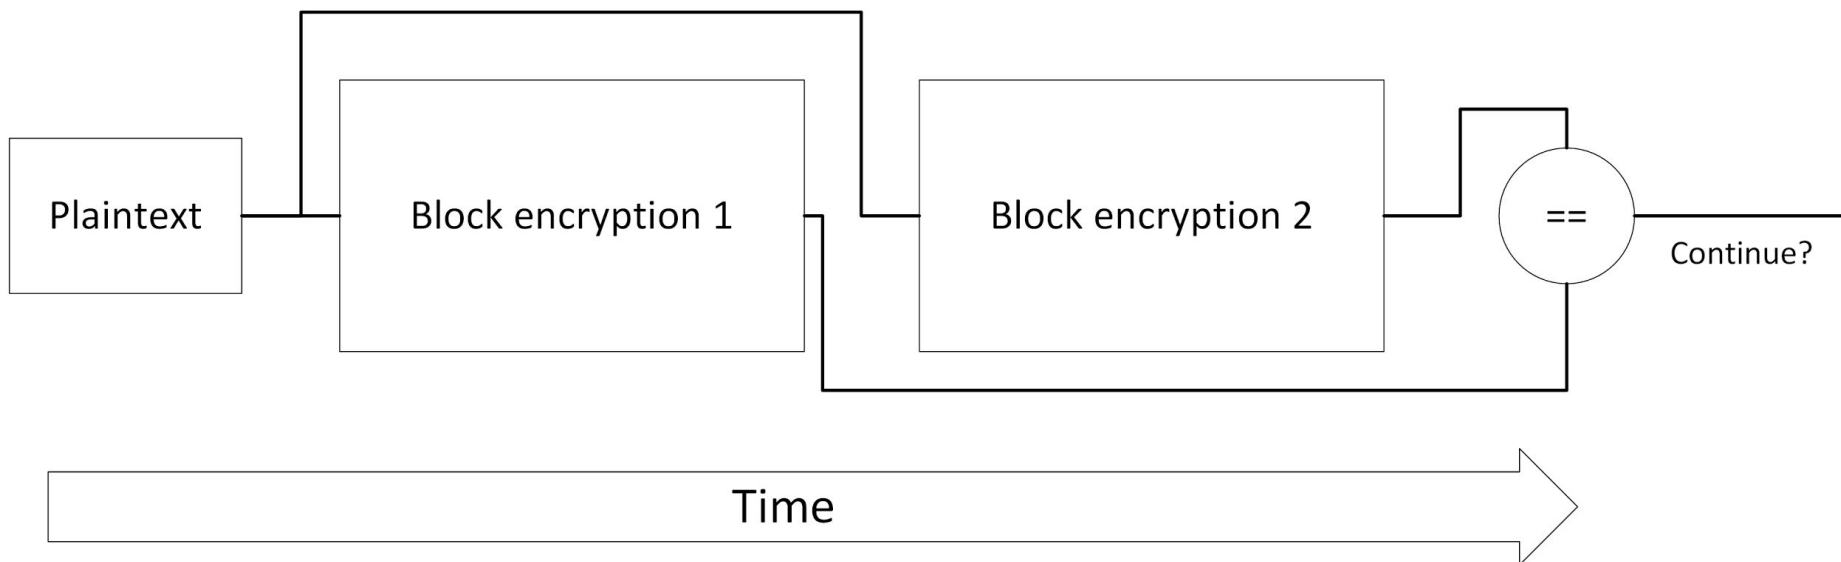 Plaintext
Block encryption 1
Block encryption 2
==
Continue?
Time